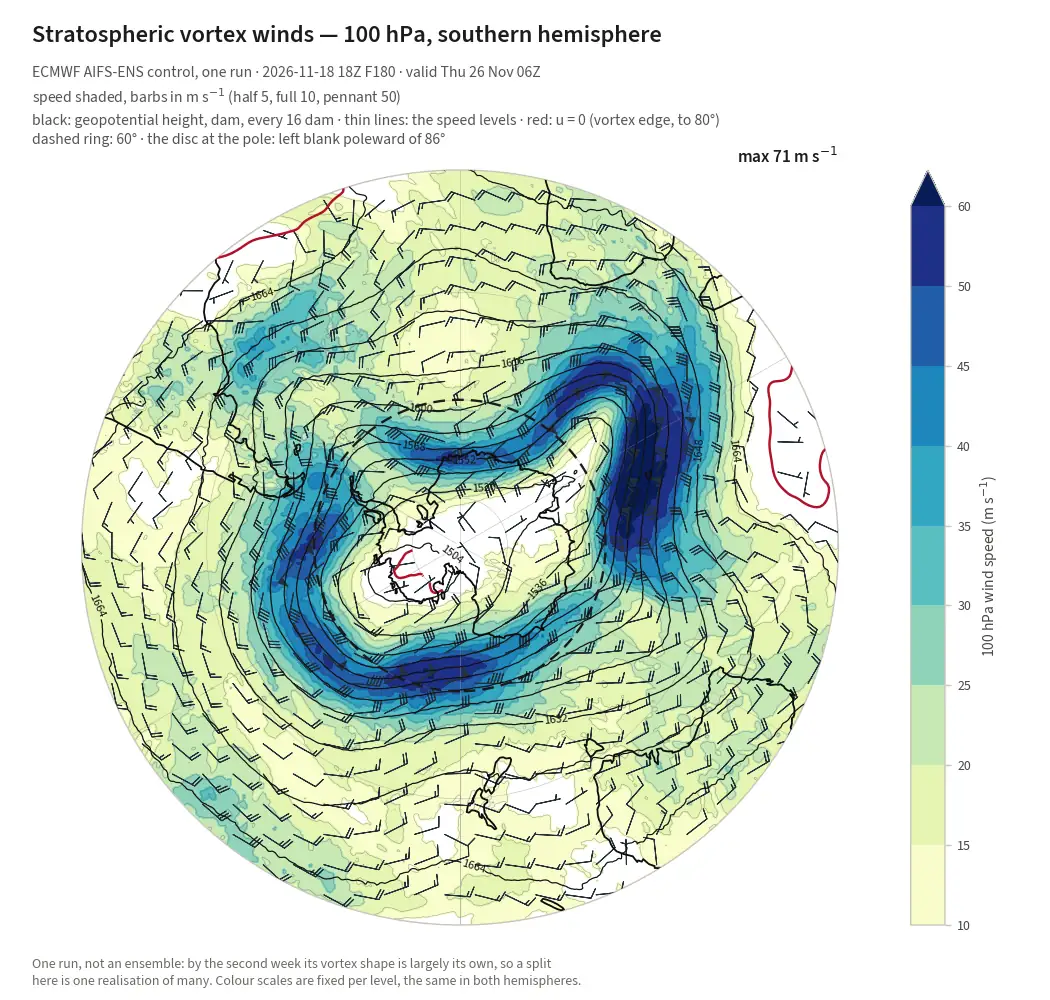 Stratospheric vortex winds — 100 hPa, southern hemisphere
ECMWF AIFS-ENS control, one run · 2026-11-18 18Z F180 · valid Thu 26 Nov 06Z
speed shaded, barbs in m s⁻¹ (half 5, full 10, pennant 50)
black: geopotential height, dam, every 16 dam · thin lines: the speed levels · red: u = 0 (vortex edge, to 80°)
dashed ring: 60° · the disc at the pole: left blank poleward of 86°
max 71 m s⁻¹
60
50
45
40
35
30
25
20
15
10
100 hPa wind speed (m s⁻¹)
1664
1616
1600
1568
1552
1648
1664
1504
1536
1664
1632
1664
One run, not an ensemble: by the second week its vortex shape is largely its own, so a split
here is one realisation of many. Colour scales are fixed per level, the same in both hemispheres.